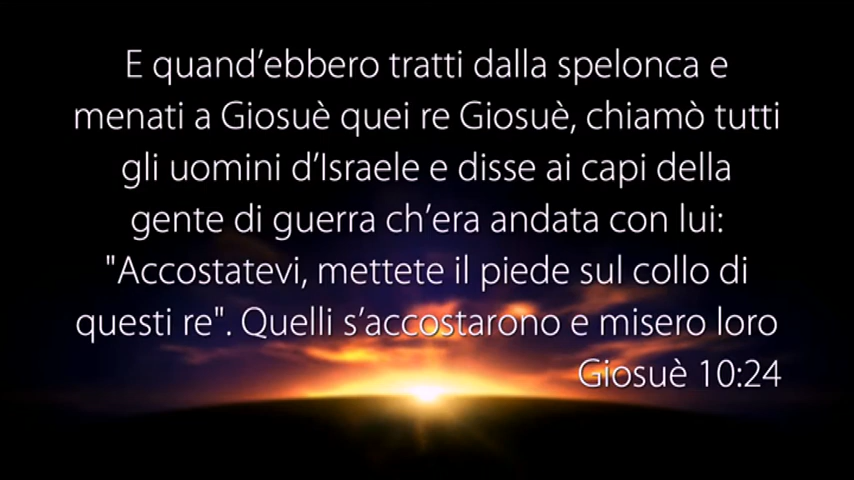 E quand’ebbero tratti dalla spelonca e
menati a Giosuè quei re Giosuè, chiamò tutti
gli uomini d’Israele e disse ai capi della
gente di guerra ch’era andata con lui:
"Accostatevi, mettete il piede sul collo di
questi re". Quelli s’accostarono e misero loro
Giosuè 10:24